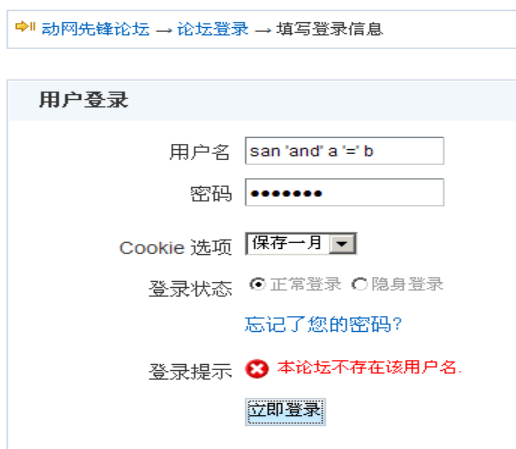 动网先锋论坛 → 论坛登录 → 填写登录信息
用户登录
用户名 san 'and' a '=' b
密码 •••••••
Cookie 选项 保存一月
登录状态 正常登录 隐身登录
忘记了您的密码?
登录提示 本论坛不存在该用户名.
立即登录